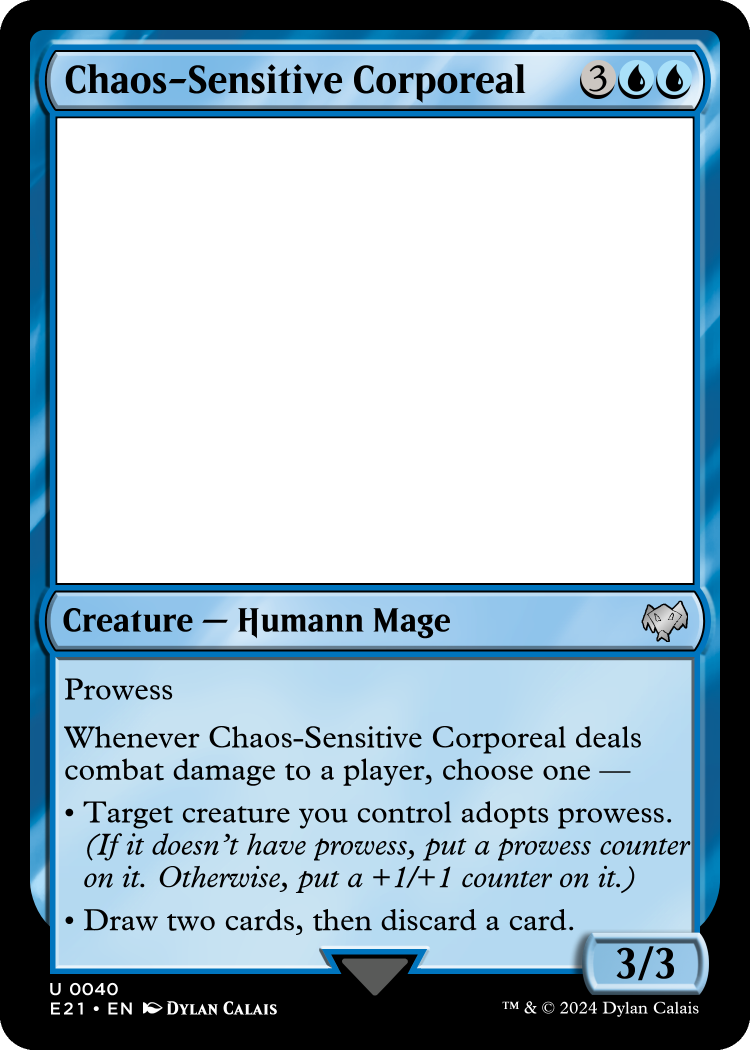 Chaos-Sensitive Corporeal 3
Creature — Humann Mage
Prowess
Whenever Chaos-Sensitive Corporeal deals
combat damage to a player, choose one —
• Target creature you control adopts prowess.
(If it doesn't have prowess, put a prowess counter
on it. Otherwise, put a +1/+1 counter on it.)
• Draw two cards, then discard a card.
3/3
U 0040
E21 • EN Dylan Calais
™ & © 2024 Dylan Calais